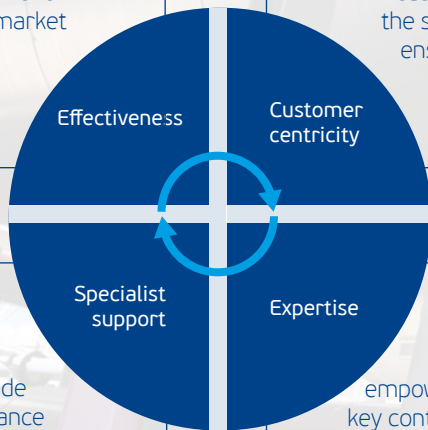 market
the s
ens
Effectiveness
Customer
centricity
Specialist
support
Expertise
de
ance
empow
key cont